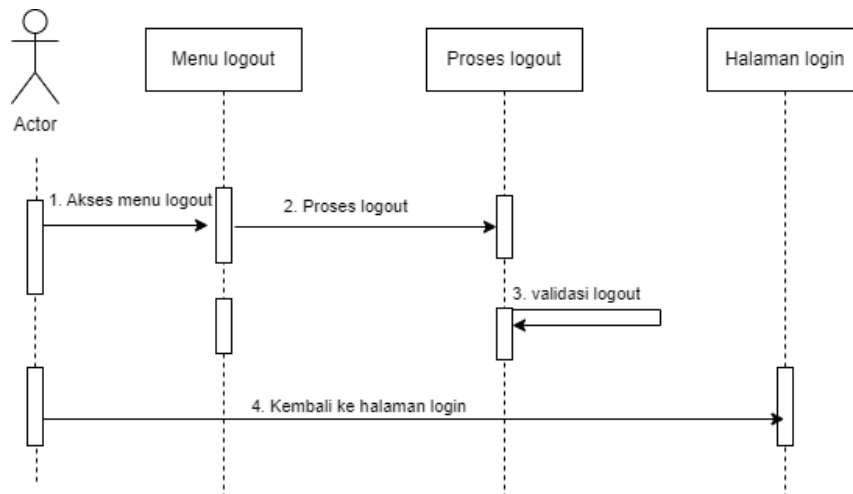 Menu logout
Proses logout
Halaman login
Actor
1. Akses menu logout
2. Proses logout
3. validasi logout
4. Kembali ke halaman login